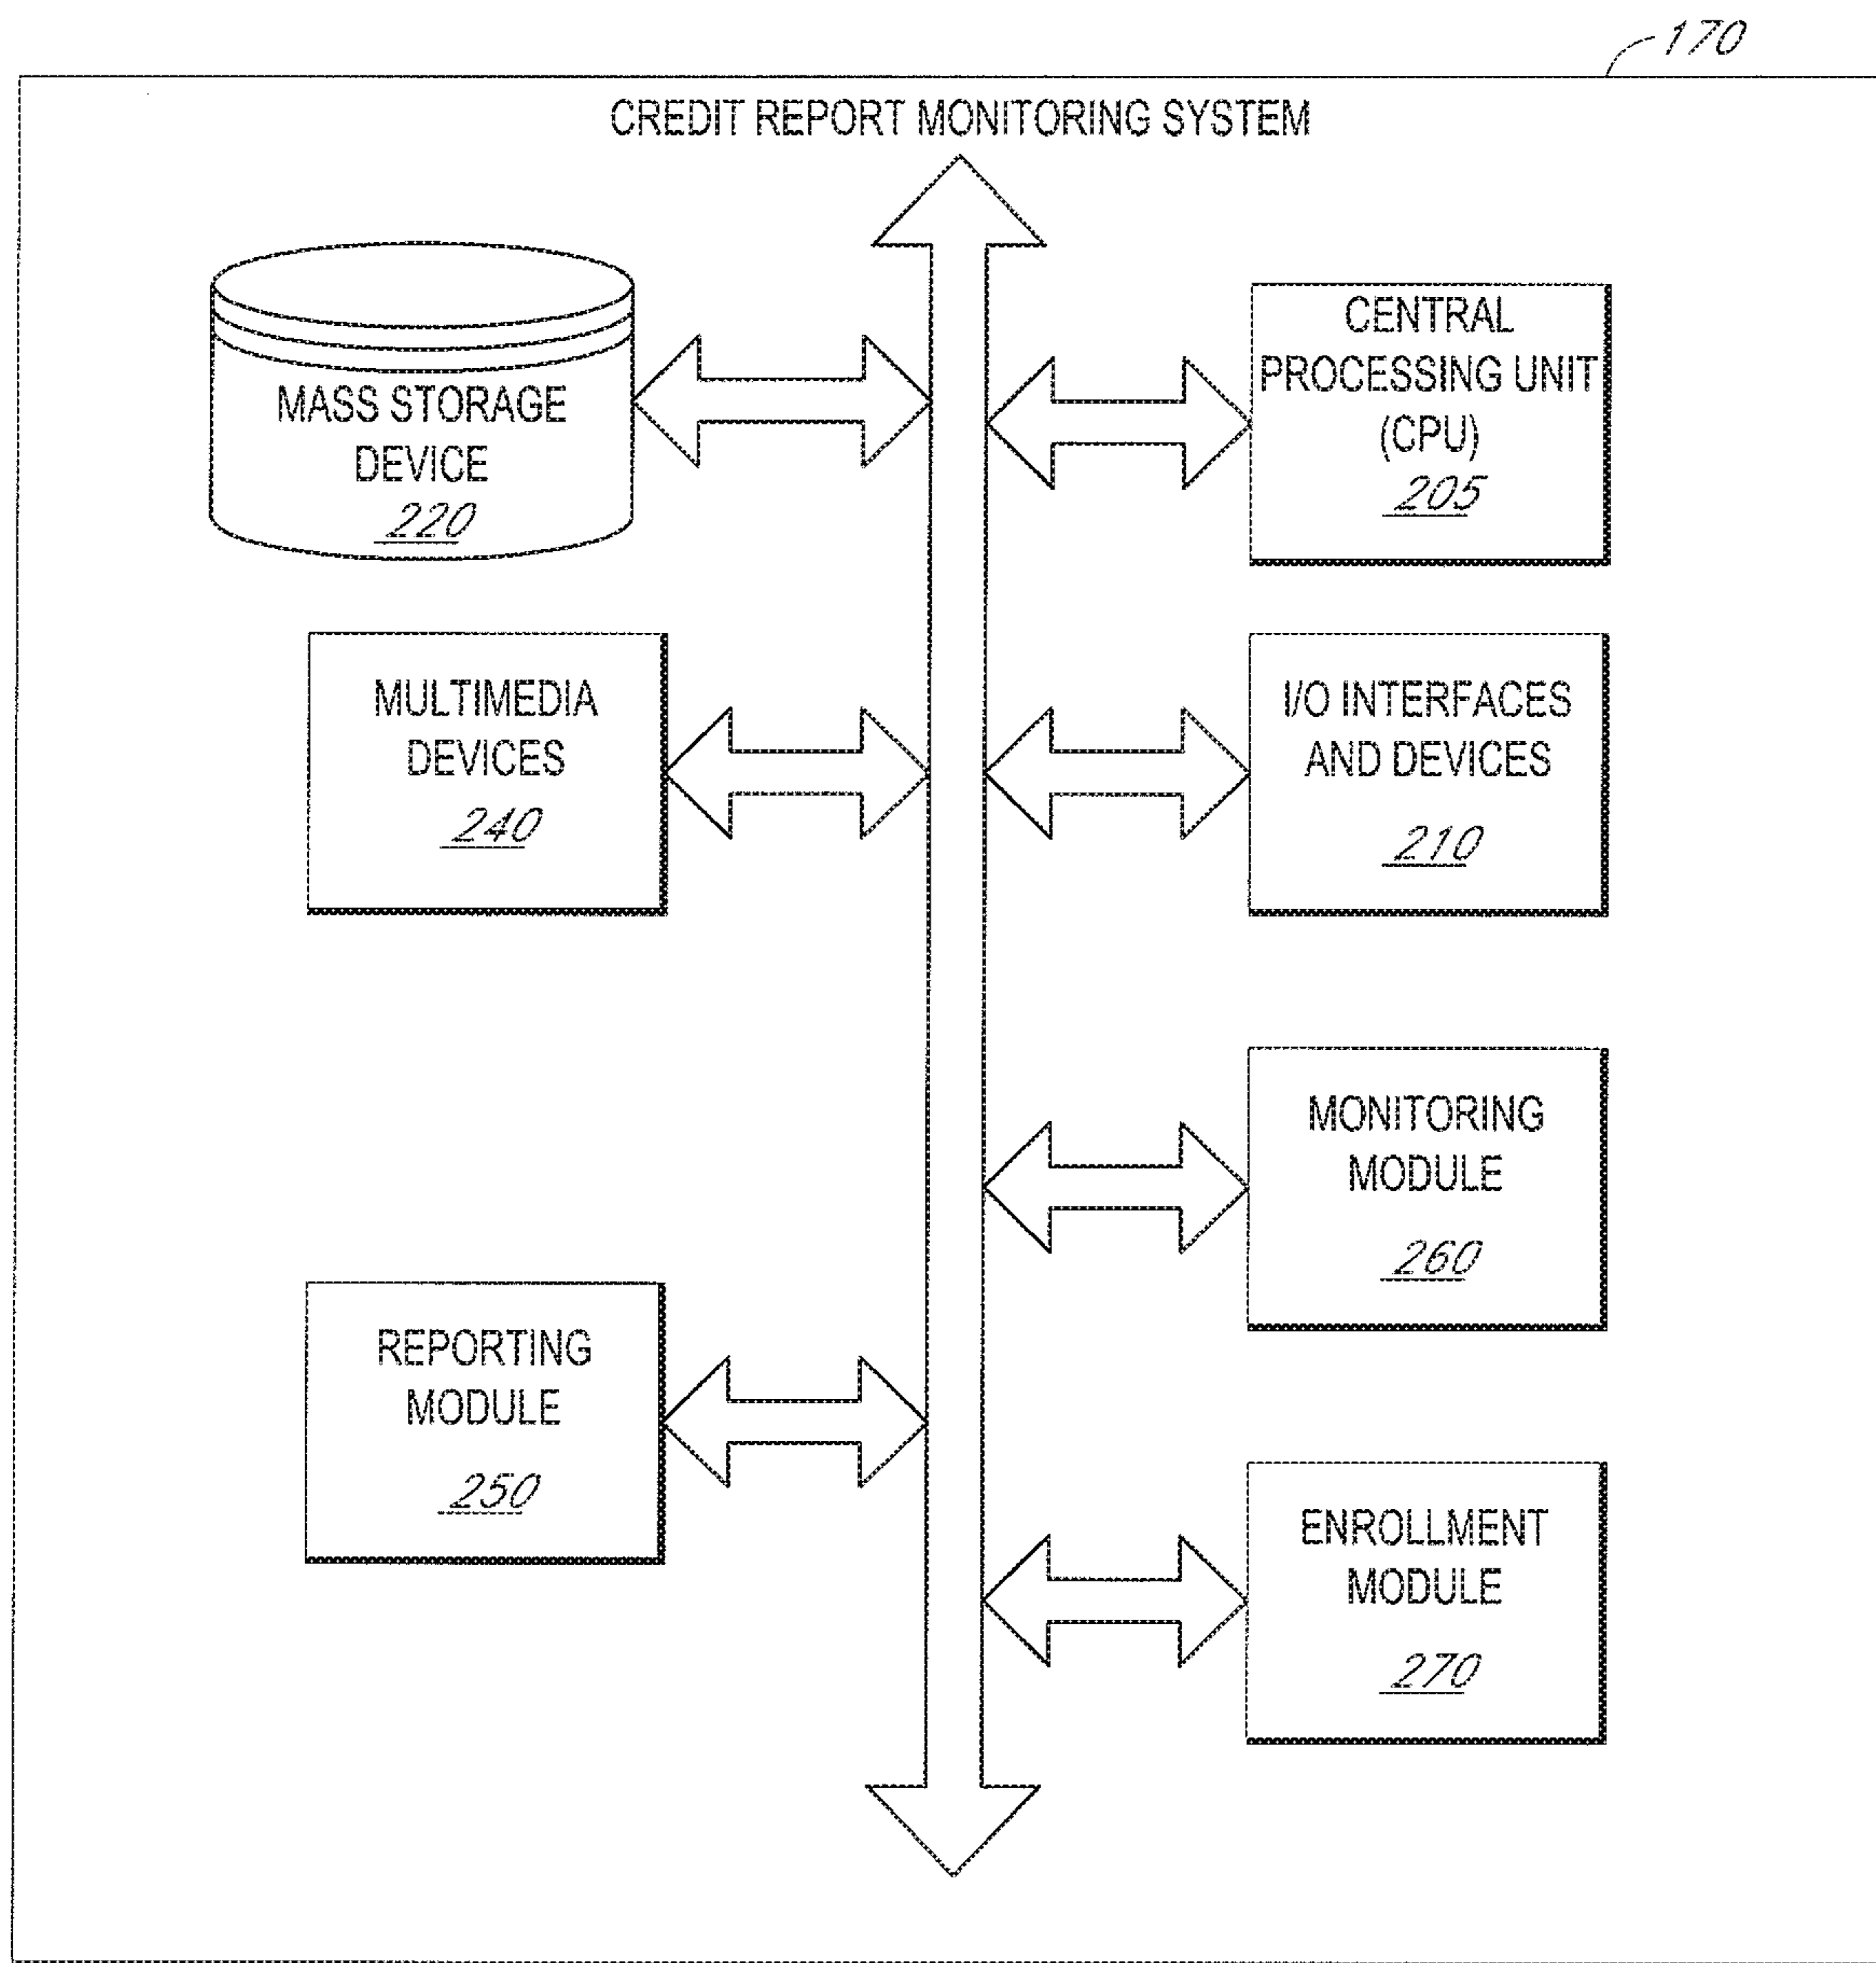 170
CREDIT REPORT MONITORING SYSTEM
MASS STORAGE
DEVICE
220
CENTRAL
PROCESSING UNIT
(CPU)
205
MULTIMEDIA
DEVICES
240
I/O INTERFACES
AND DEVICES
210
MONITORING
MODULE
260
REPORTING
MODULE
250
ENROLLMENT
MODULE
270